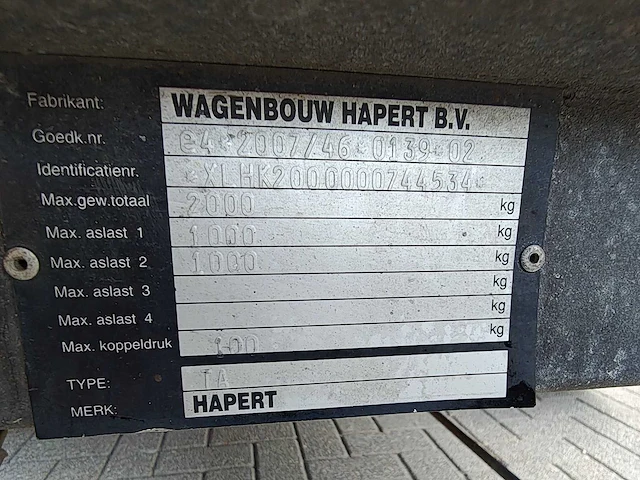 Fabrikant: WAGENBOUW HAPERT B.V.
Goedk.nr. e4*2007/46*0139*02
Identificatienr. *XLHK2000000744534*
Max.gew.totaal 2000 kg
Max. aslast 1 1000 kg
Max. aslast 2 1000 kg
Max. aslast 3 kg
Max. aslast 4 kg
Max. koppeldruk 100 kg
TYPE: TA
MERK: HAPERT